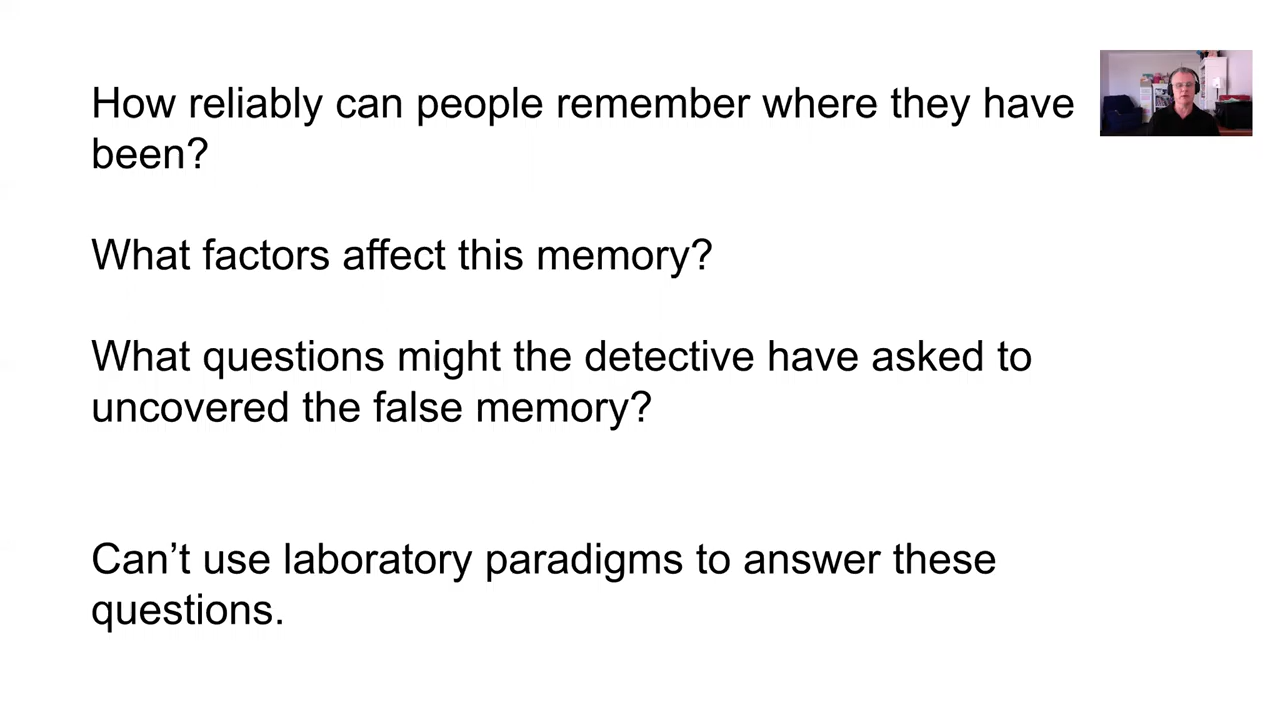 How reliably can people remember where they have
been?
What factors affect this memory?
What questions might the detective have asked to
uncovered the false memory?
Can’t use laboratory paradigms to answer these
questions.